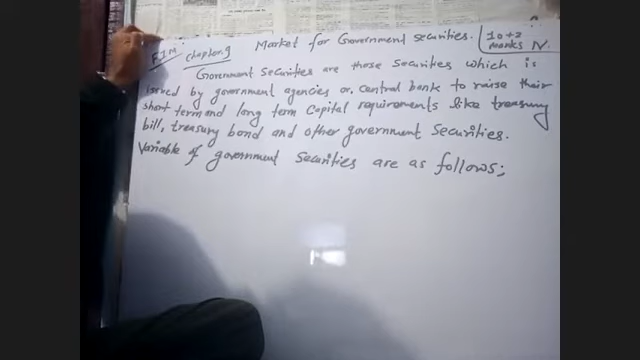 FIM Chapter 9 Market for Government securities. 10+2 marks N.
Government securities are those securities which is
issued by government agencies or, central bank to raise their
short term and long term capital requirements like treasury
bill, treasury bond and other government securities.
Variable of government securities are as follows;